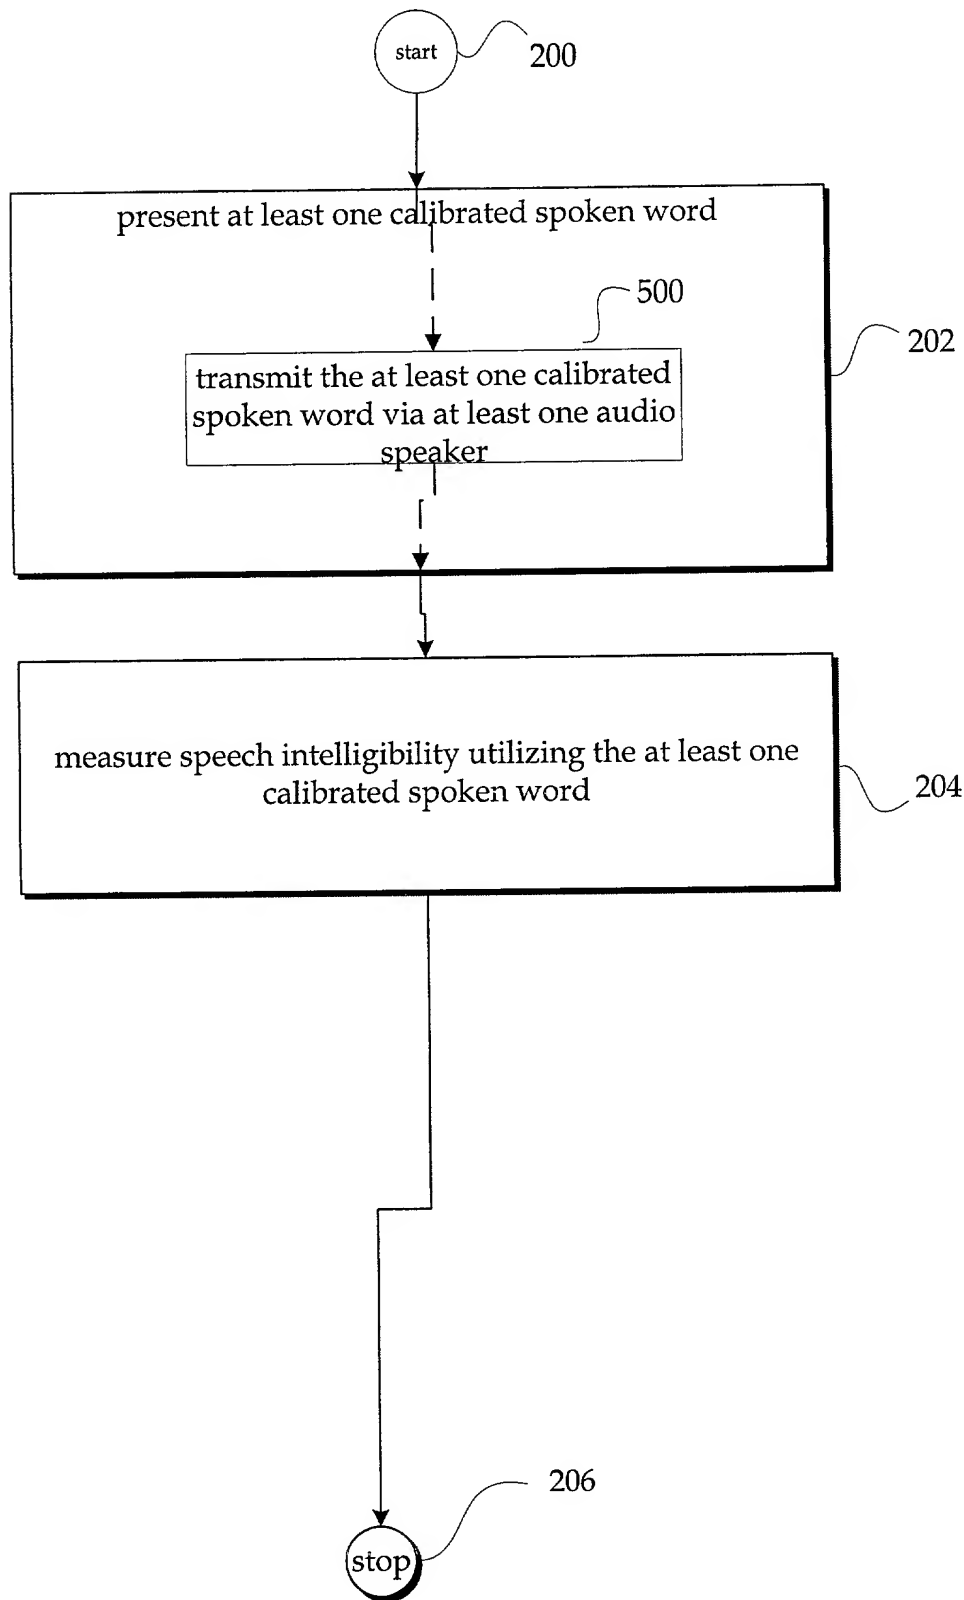 start
200
present at least one calibrated spoken word
500
202
transmit the at least one calibrated
spoken word via at least one audio
speaker
measure speech intelligibility utilizing the at least one
calibrated spoken word
204
206
stop